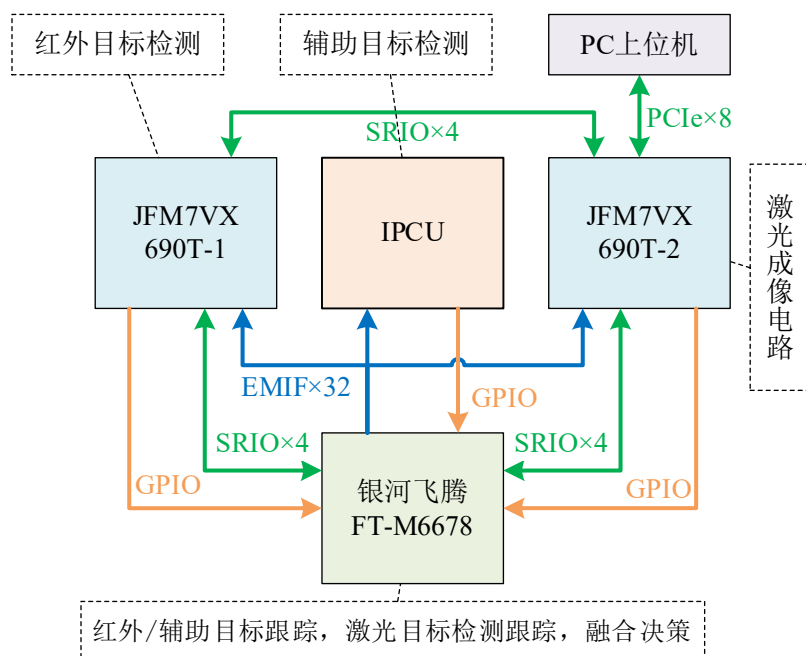 红外目标检测
辅助目标检测
PC上位机
SRIO×4
PCIe×8
JFM7VX
690T-1
IPCU
JFM7VX
690T-2
激光成像电路
EMIF×32
GPIO
SRIO×4
SRIO×4
GPIO
GPIO
银河飞腾
FT-M6678
红外/辅助目标跟踪，激光目标检测跟踪，融合决策